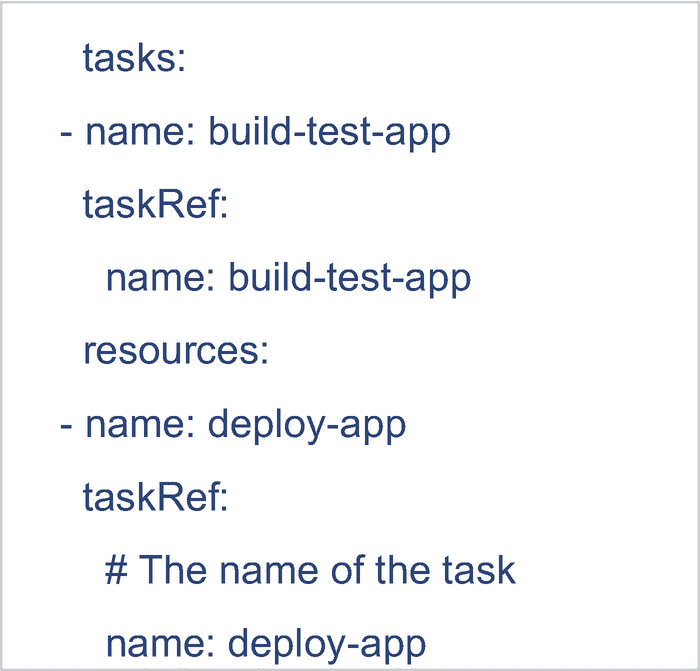 tasks:
- name: build-test-app
taskRef:
name: build-test-app
resources:
- name: deploy-app
taskRef:
# The name of the task
name: deploy-app